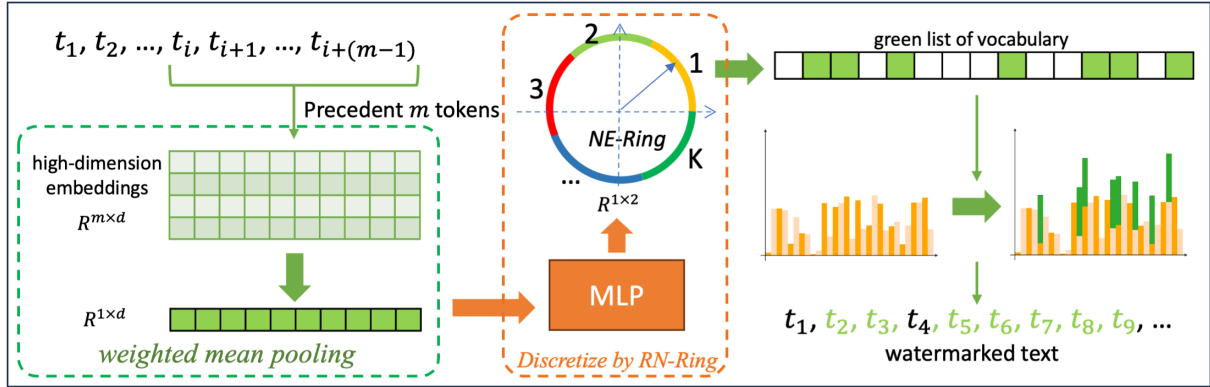 t₁, t₂, ..., tᵢ, tᵢ₊₁, ..., tᵢ₊₍ₘ₋₁₎
Precedent m tokens
high-dimension
embeddings
R^{m×d}
R^{1×d}
weighted mean pooling
2
1
3
NE-Ring
K
...
R^{1×2}
MLP
Discretize by RN-Ring
green list of vocabulary
t₁, t₂, t₃, t₄, t₅, t₆, t₇, t₈, t₉, ...
watermarked text